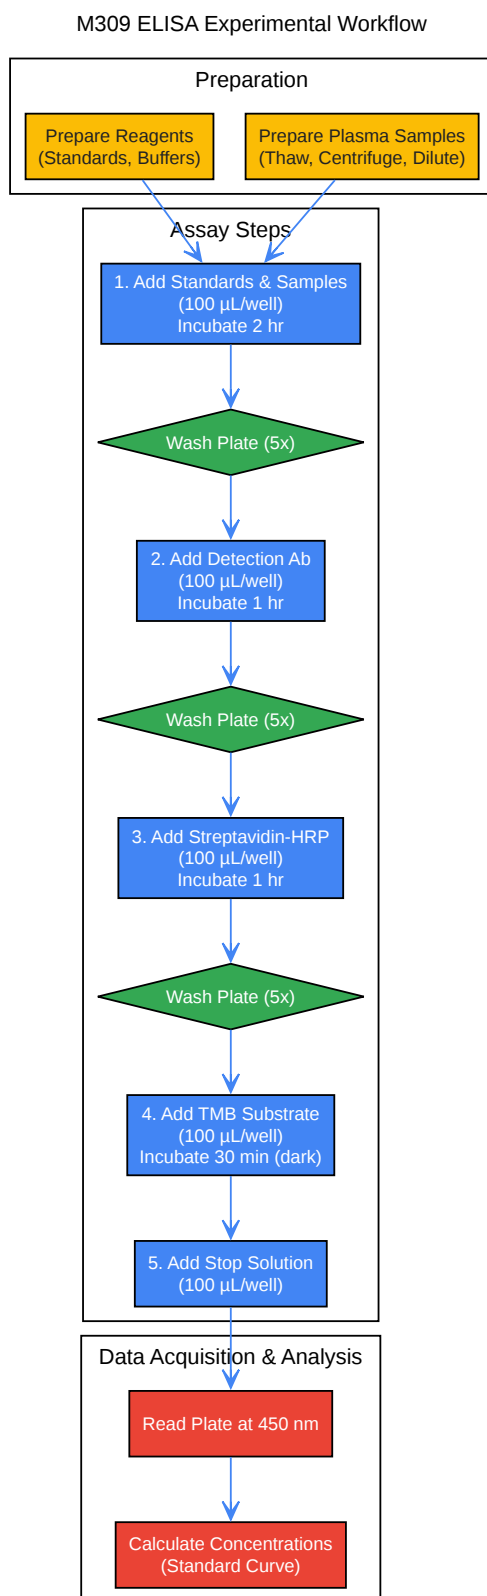 M309 ELISA Experimental Workflow
Preparation
Prepare Reagents
(Standards, Buffers)
Prepare Plasma Samples
(Thaw, Centrifuge, Dilute)
Assay Steps
1. Add Standards & Samples
(100 µL/well)
Incubate 2 hr
Wash Plate (5x)
2. Add Detection Ab
(100 µL/well)
Incubate 1 hr
Wash Plate (5x)
3. Add Streptavidin-HRP
(100 µL/well)
Incubate 1 hr
Wash Plate (5x)
4. Add TMB Substrate
(100 µL/well)
Incubate 30 min (dark)
5. Add Stop Solution
(100 µL/well)
Data Acquisition & Analysis
Read Plate at 450 nm
Calculate Concentrations
(Standard Curve)